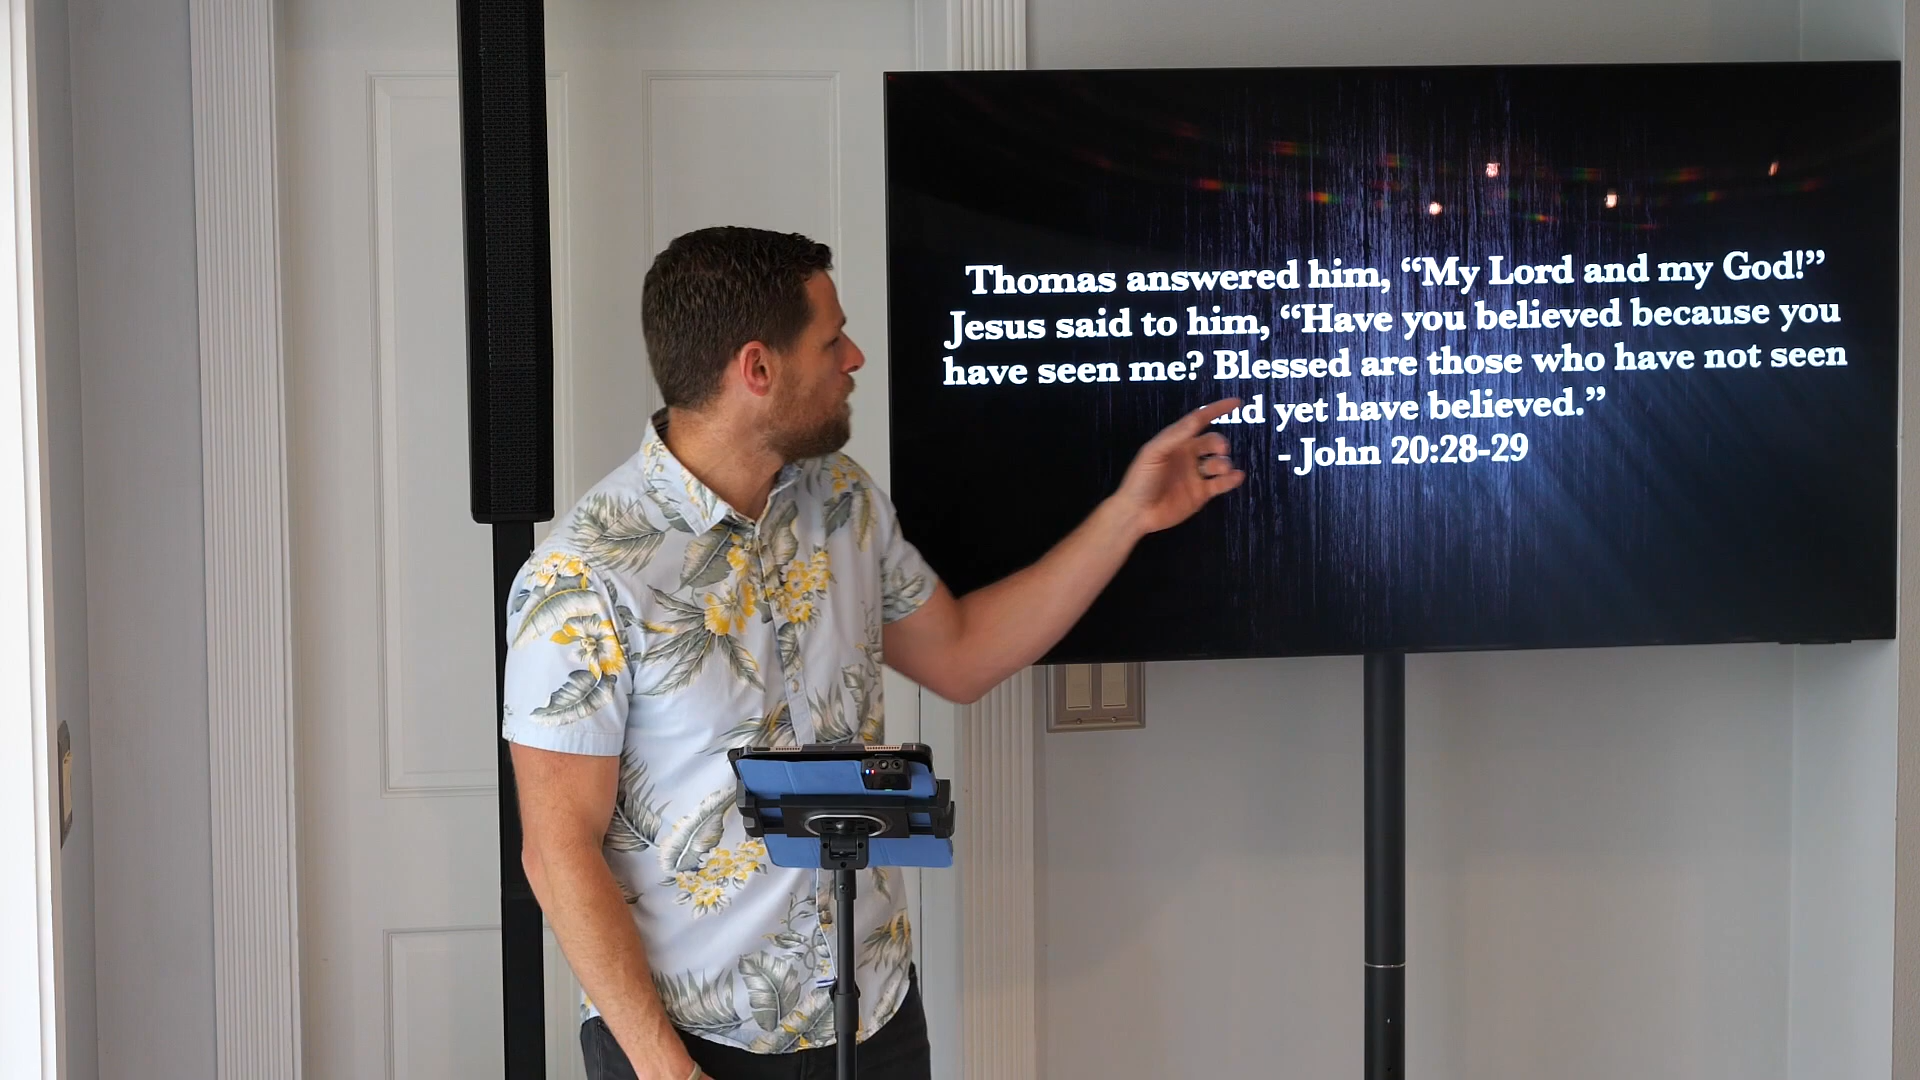 Thomas answered him, “My Lord and my God!”
Jesus said to him, “Have you believed because you
have seen me? Blessed are those who have not seen
and yet have believed.”
- John 20:28-29